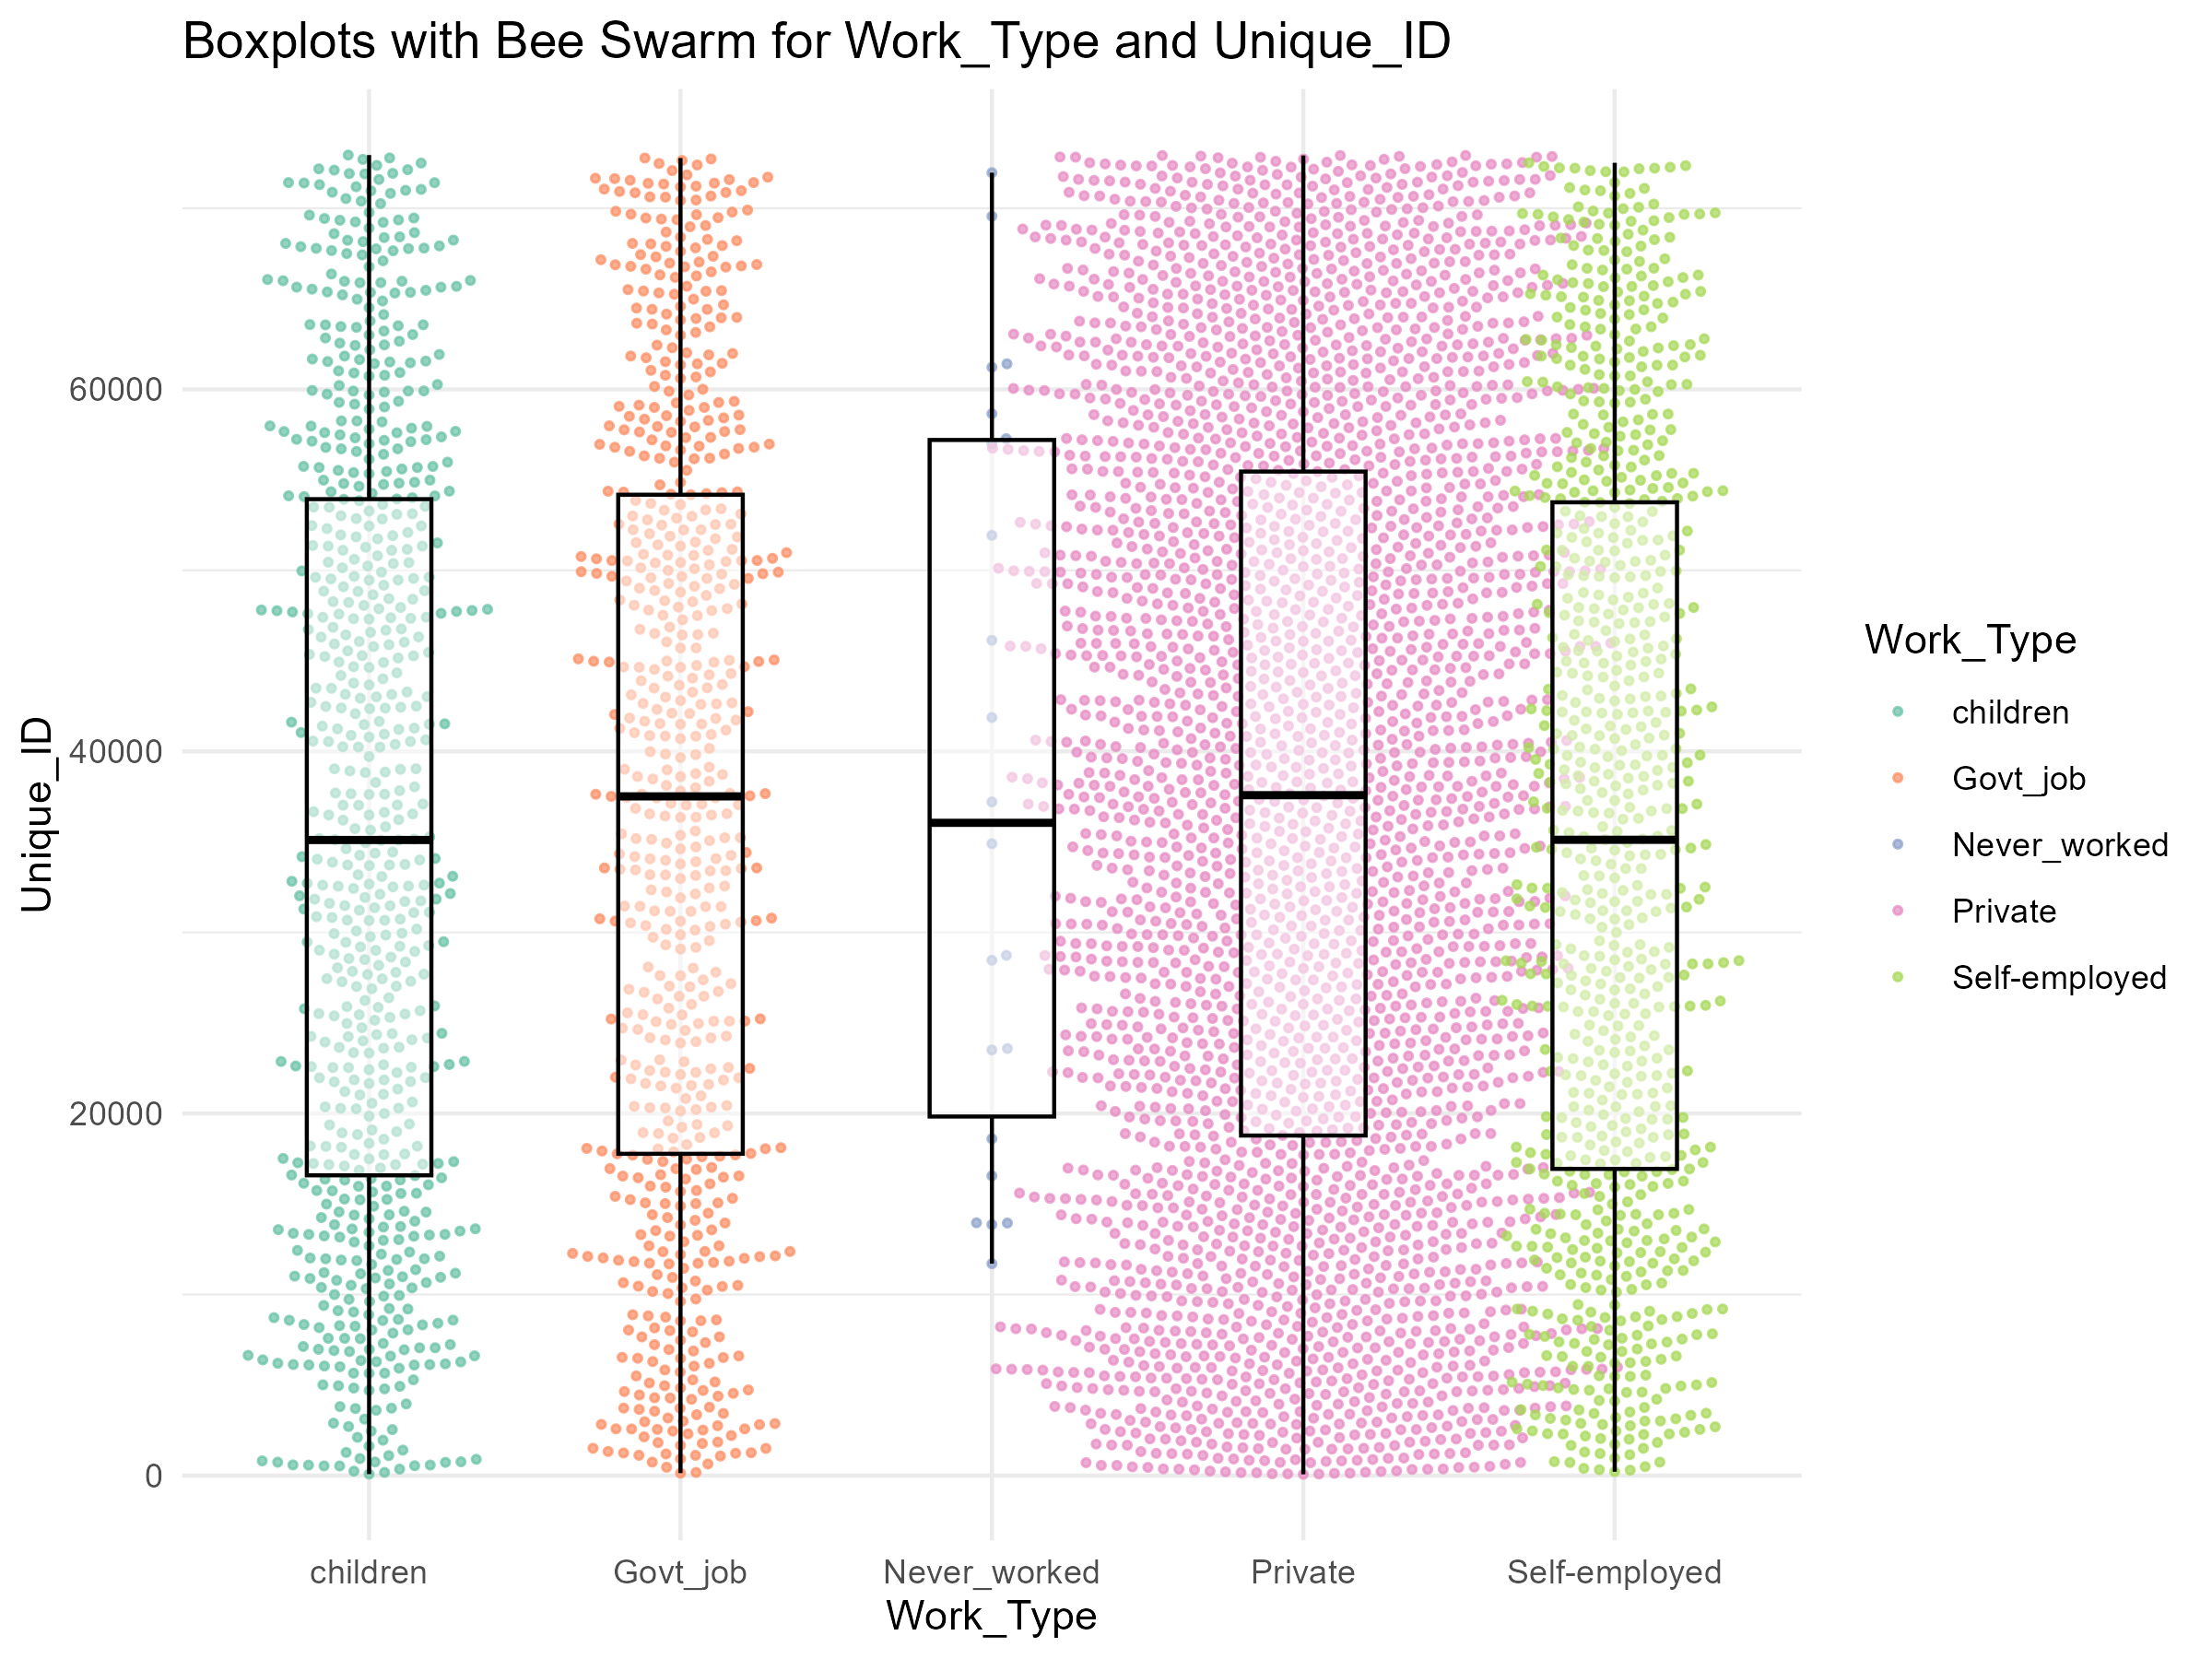 Boxplots with Bee Swarm for Work_Type and Unique_ID
Unique_ID
60000
40000
20000
0
children
Govt_job
Never_worked
Private
Self-employed
Work_Type
Work_Type
children
Govt_job
Never_worked
Private
Self-employed